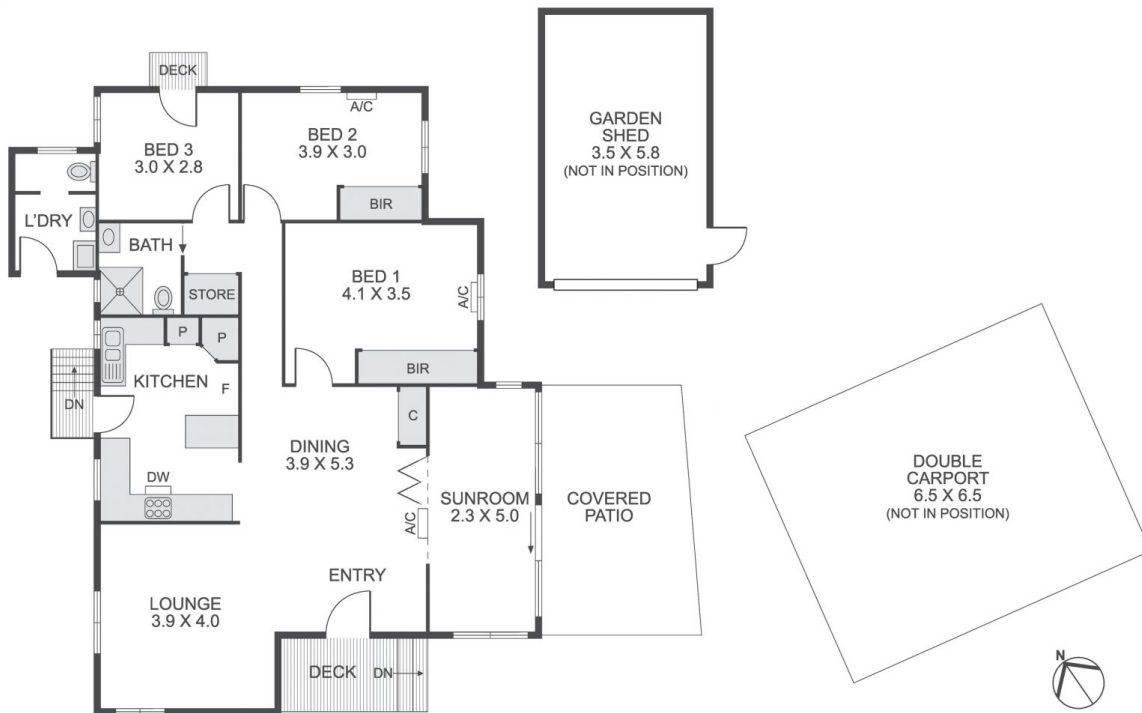 DECK
A/C
BED 2
3.9 X 3.0
BED 3
3.0 X 2.8
BIR
L'DRY
BATH
STORE
BED 1
4.1 X 3.5
A/C
BIR
P
P
KITCHEN
F
DN
C
DINING
3.9 X 5.3
DW
A/C
SUNROOM
2.3 X 5.0
COVERED
PATIO
ENTRY
LOUNGE
3.9 X 4.0
DECK
DN
GARDEN
SHED
3.5 X 5.8
(NOT IN POSITION)
DOUBLE
CARPORT
6.5 X 6.5
(NOT IN POSITION)
N